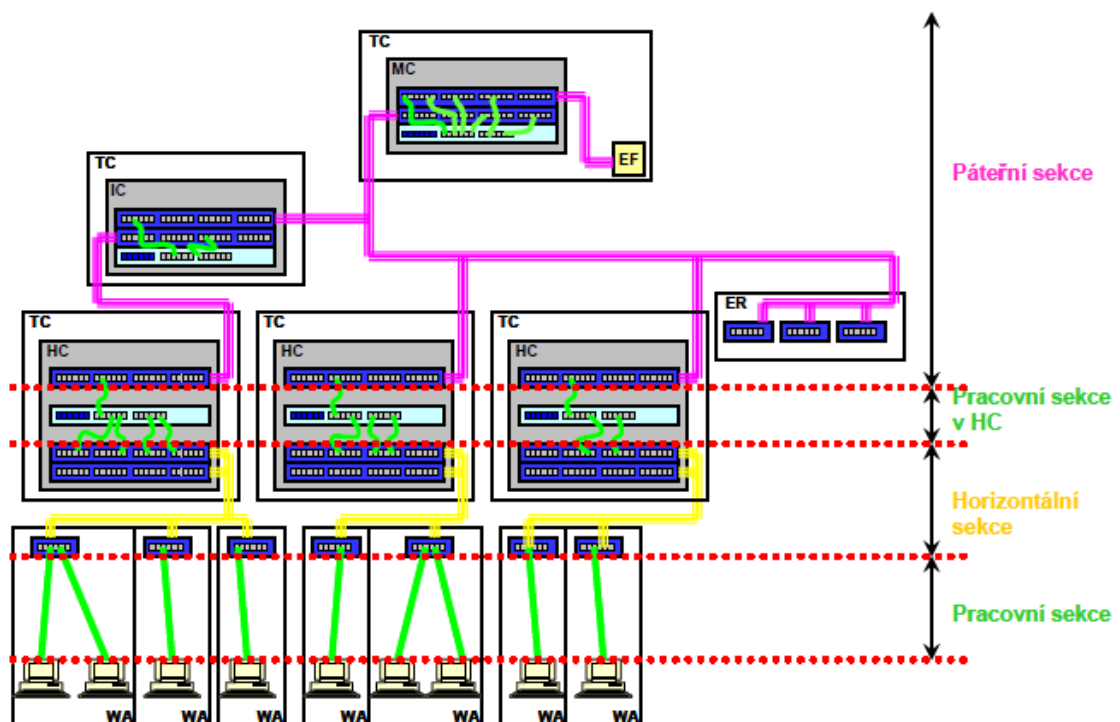 TC
MC
EF
Páteřní sekce
TC
IC
ER
TC
TC
TC
HC
HC
HC
Pracovní sekce
v HC
Horizontální
sekce
Pracovní sekce
WA
WA
WA
WA
WA
WA
WA